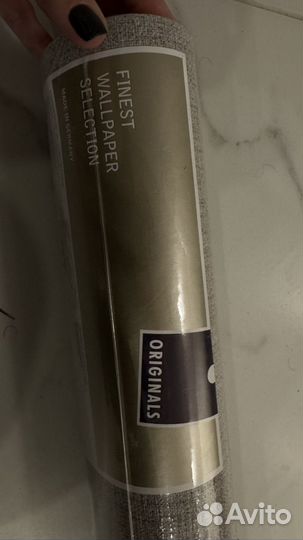 FINEST
WALLPAPER
SELECTION
MADE IN GERMANY
ORIGINALS
Avito